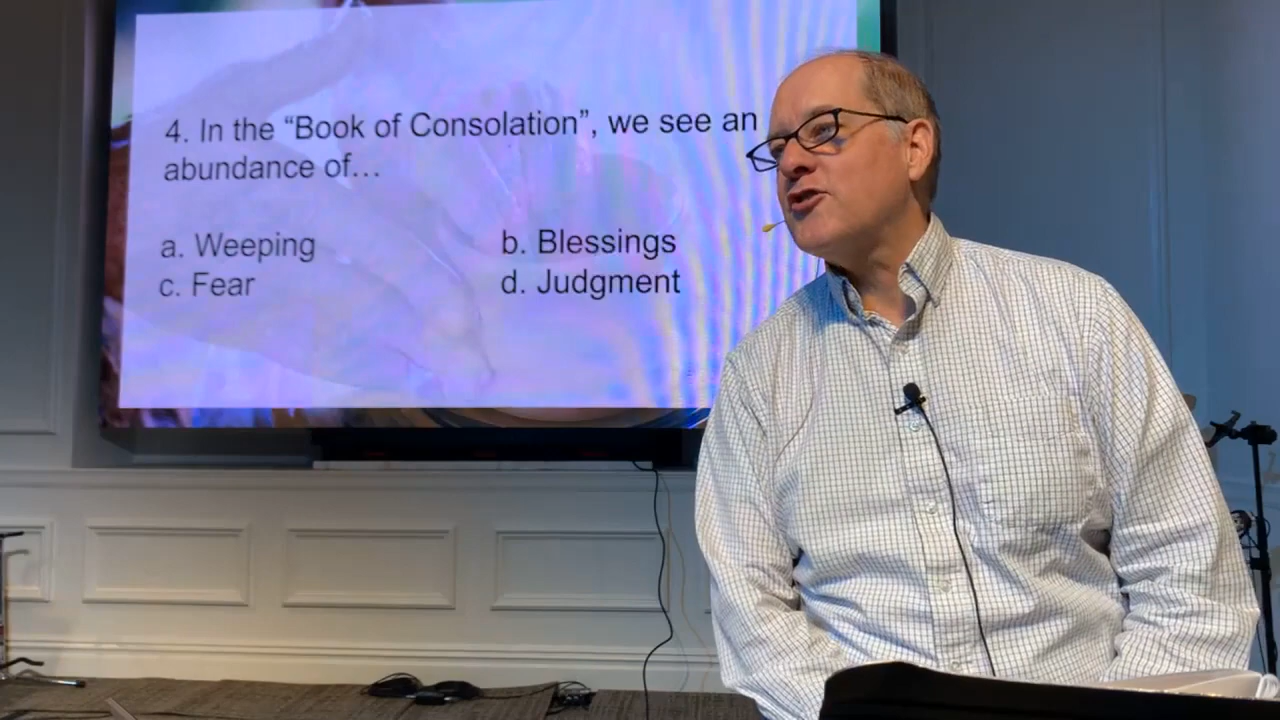 4. In the “Book of Consolation”, we see an
abundance of…
a. Weeping b. Blessings
c. Fear d. Judgment